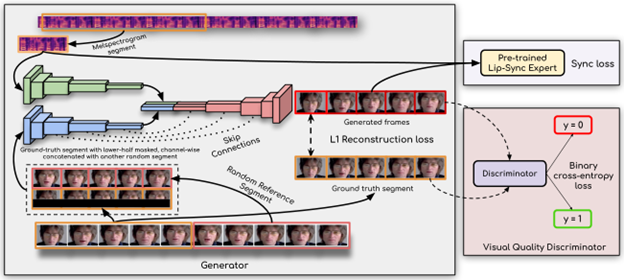 Melspectrogram
segment
Ground-truth segment with lower-half masked, channel-wise
concatenated with another random segment
Skip
Connections
Generated frames
L1 Reconstruction loss
Ground truth segment
Random Reference
Segment
Generator
Pre-trained
Lip-Sync Expert
Sync loss
y = 0
Discriminator
Binary
cross-entropy
loss
y = 1
Visual Quality Discriminator